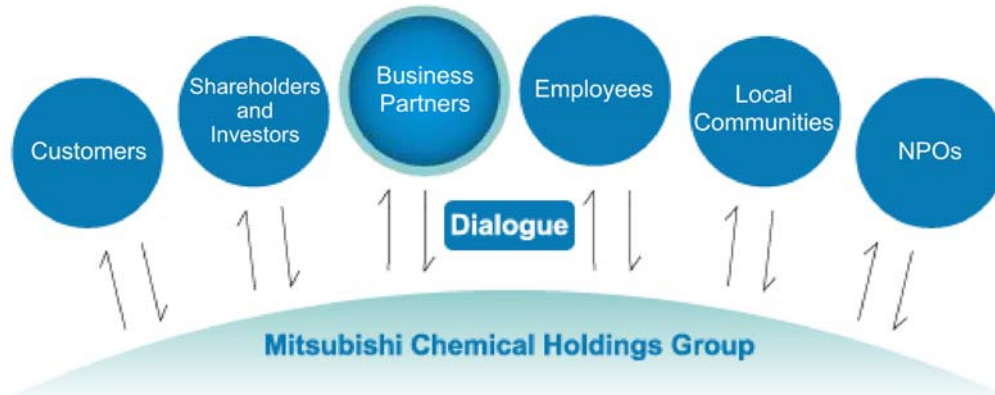 Customers
Shareholders
and
Investors
Business
Partners
Employees
Local
Communities
NPOs
Dialogue
Mitsubishi Chemical Holdings Group